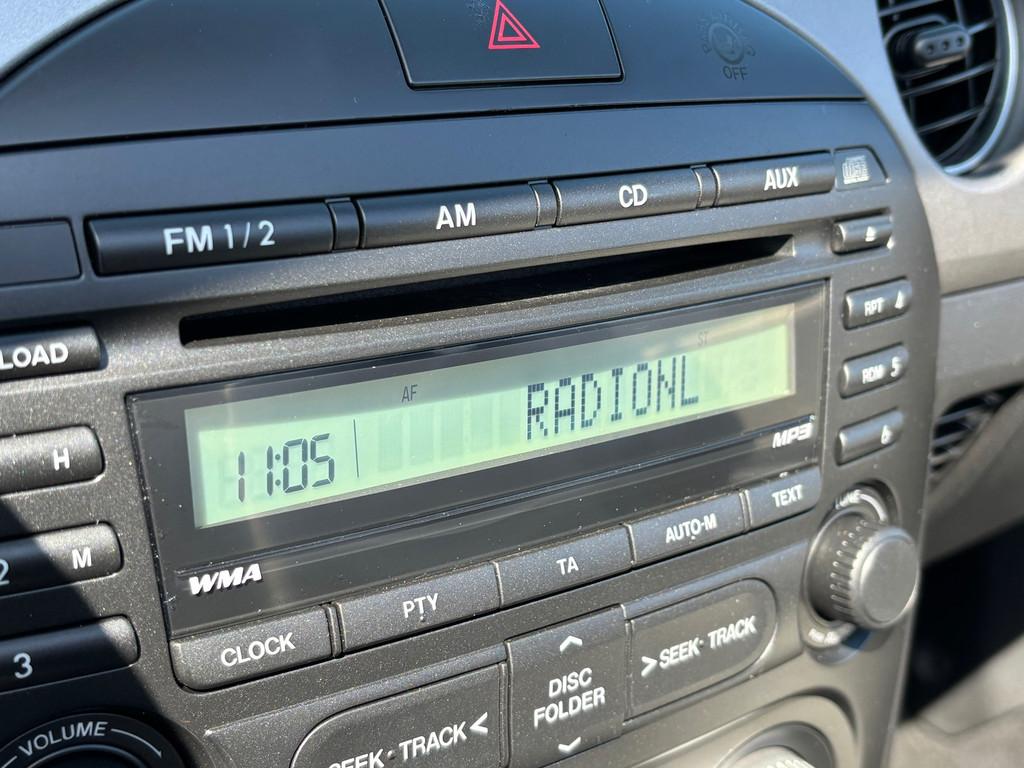 OFF
FM 1/2
AM
CD
AUX
LOAD
RPT 4
RDM 5
6
H
M
3
AF
ST
11:05
RADIONL
MP3
WMA
CLOCK
PTY
TA
AUTO-M
TEXT
VOLUME
SEEK·TRACK <
DISC
FOLDER
> SEEK·TRACK